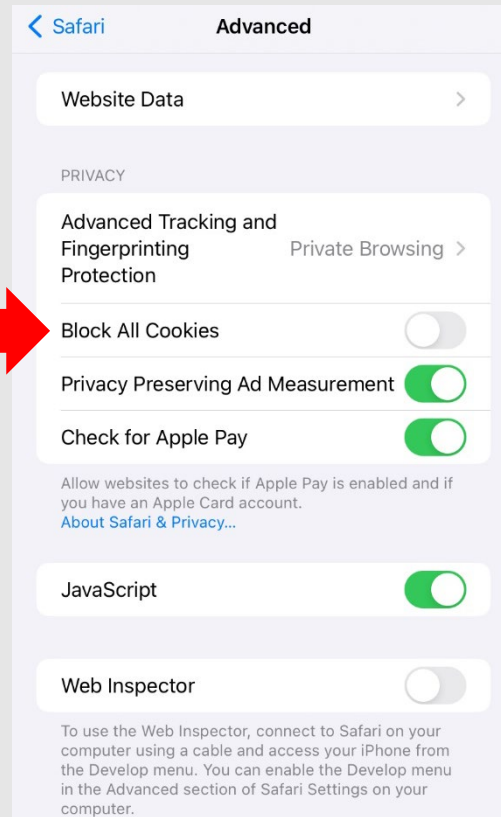 Safari
Advanced
Website Data
PRIVACY
Advanced Tracking and
Fingerprinting
Protection
Private Browsing
Block All Cookies
Privacy Preserving Ad Measurement
Check for Apple Pay
Allow websites to check if Apple Pay is enabled and if
you have an Apple Card account.
About Safari & Privacy...
JavaScript
Web Inspector
To use the Web Inspector, connect to Safari on your
computer using a cable and access your iPhone from
the Develop menu. You can enable the Develop menu
in the Advanced section of Safari Settings on your
computer.